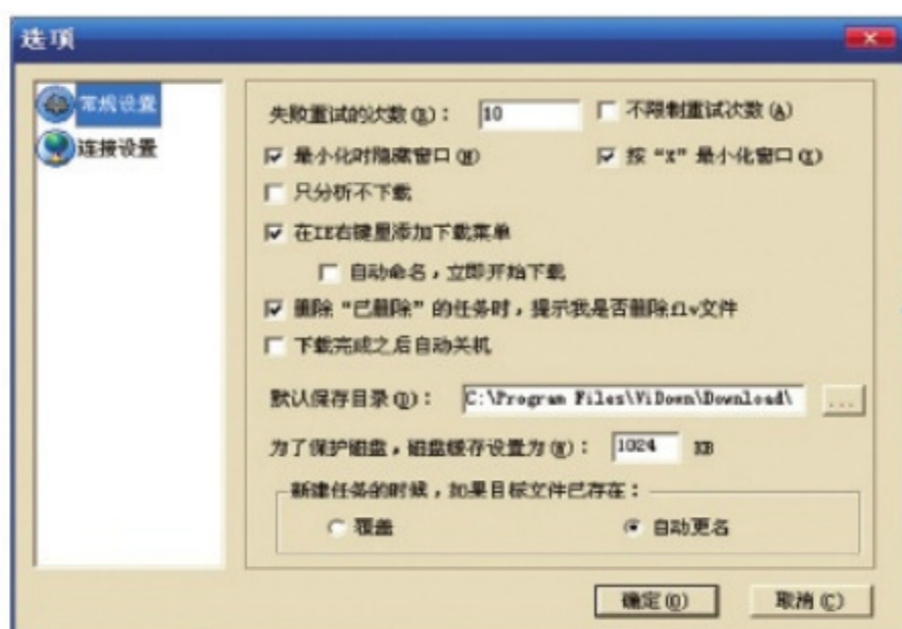 选项
常规设置
连接设置
失败重试的次数(R)： 10 不限制重试次数(A)
最小化时隐藏窗口(H) 按“X”最小化窗口(X)
只分析不下载
在IE右键里添加下载菜单
自动命名，立即开始下载
删除“已删除”的任务时，提示我是否删除flv文件
下载完成之后自动关机
默认保存目录(D)： C:\Program Files\ViDown\Download\ ...
为了保护磁盘，磁盘缓存设置为 1024 KB
新建任务的时候，如果目标文件已存在：
覆盖 自动更名
确定(O) 取消(C)